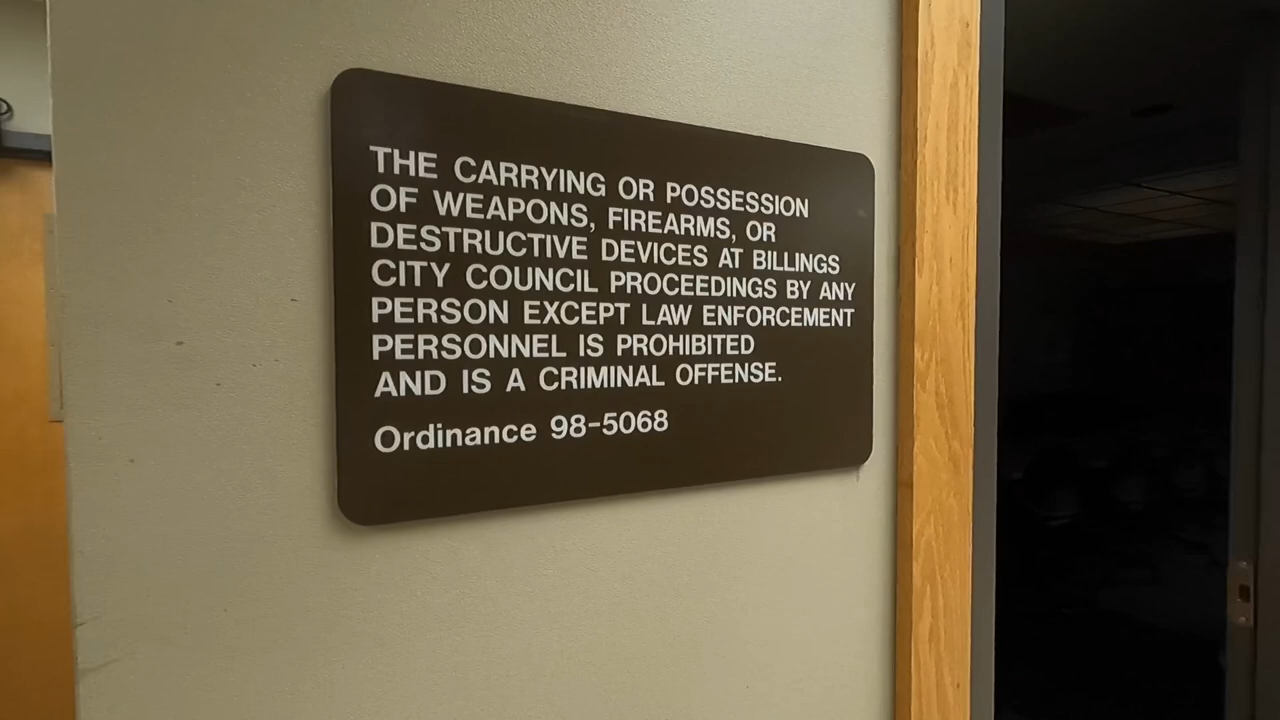 THE CARRYING OR POSSESSION
OF WEAPONS, FIREARMS, OR
DESTRUCTIVE DEVICES AT BILLINGS
CITY COUNCIL PROCEEDINGS BY ANY
PERSON EXCEPT LAW ENFORCEMENT
PERSONNEL IS PROHIBITED
AND IS A CRIMINAL OFFENSE.
Ordinance 98-5068